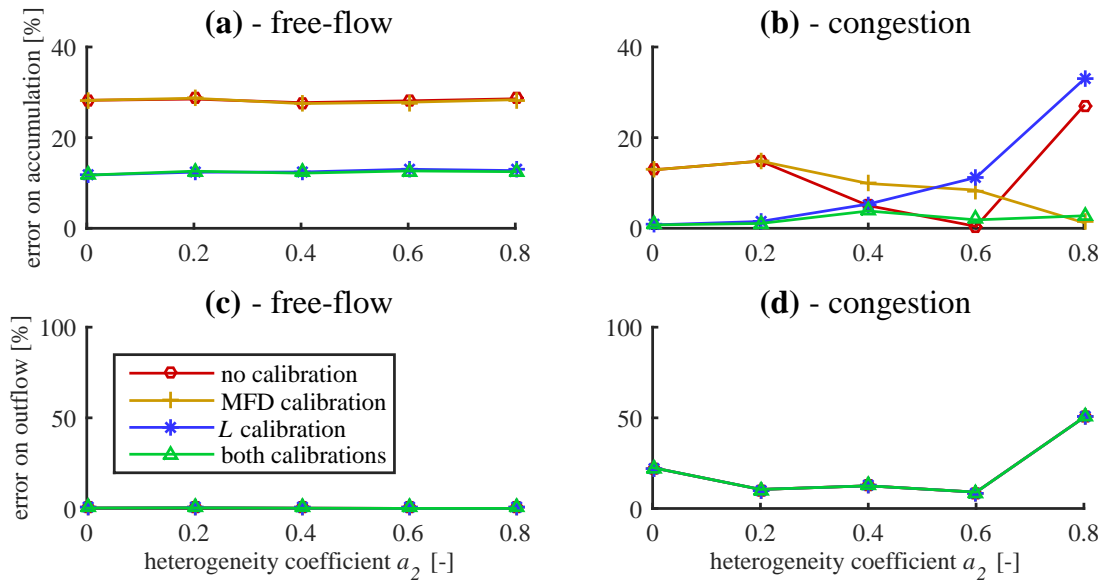 (a) - free-flow
(b) - congestion
error on accumulation [%]
40
20
0
0 0.2 0.4 0.6 0.8
40
20
0
0 0.2 0.4 0.6 0.8
(c) - free-flow
(d) - congestion
error on outflow [%]
100
50
0
no calibration
MFD calibration
L calibration
both calibrations
0 0.2 0.4 0.6 0.8
heterogeneity coefficient a2 [-]
100
50
0
0 0.2 0.4 0.6 0.8
heterogeneity coefficient a2 [-]